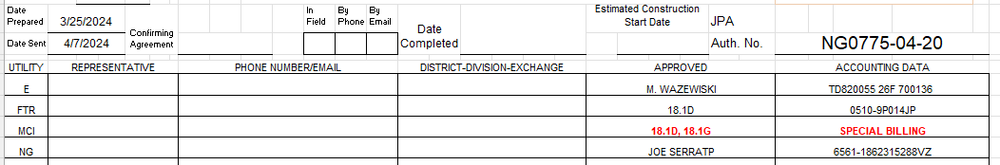 Date Prepared 3/25/2024 In Field By Phone By Email Estimated Construction Start Date JPA
Date Sent 4/7/2024 Confirming Agreement Date Completed Auth. No. NG0775-04-20
UTILITY REPRESENTATIVE PHONE NUMBER/EMAIL DISTRICT-DIVISION-EXCHANGE APPROVED ACCOUNTING DATA
E M. WAZEWISKI TD820055 26F 700136
FTR 18.1D 0510-9P014JP
MCI 18.1D, 18.1G SPECIAL BILLING
NG JOE SERRATP 6561-1862315288VZ